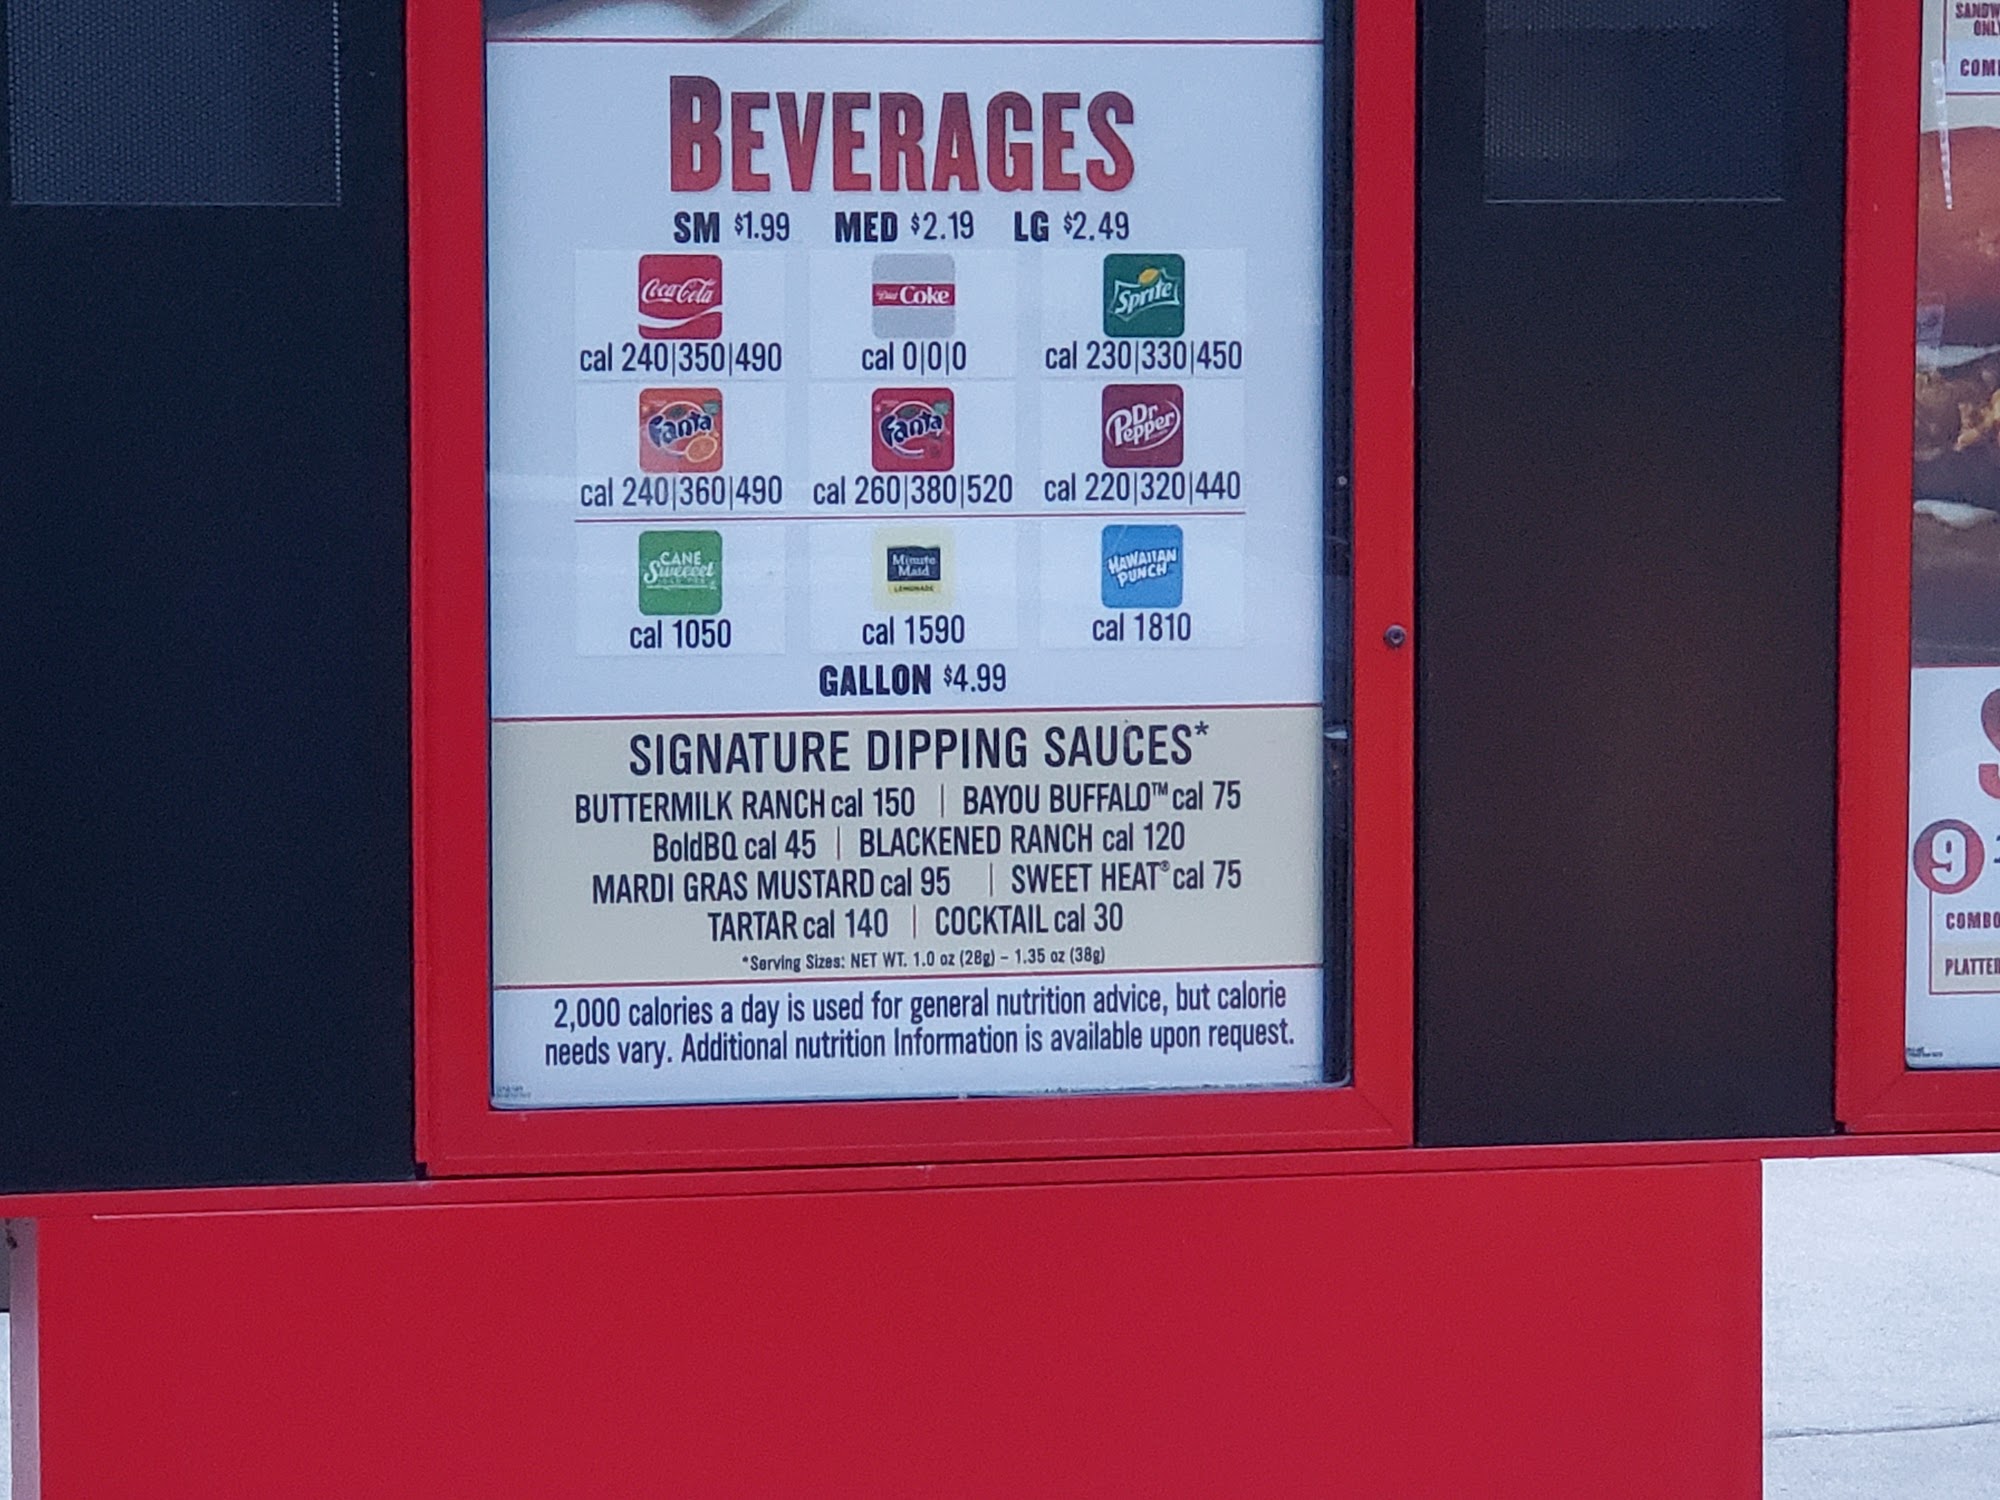 BEVERAGES
SM $1.99 MED $2.19 LG $2.49
Coca-Cola Diet Coke Sprite
cal 240|350|490 cal 0|0|0 cal 230|330|450
Fanta Fanta Dr Pepper
cal 240|360|490 cal 260|380|520 cal 220|320|440
CANE Sweeeet Minute Maid LEMONADE HAWAIIAN PUNCH
cal 1050 cal 1590 cal 1810
GALLON $4.99
SIGNATURE DIPPING SAUCES*
BUTTERMILK RANCH cal 150 | BAYOU BUFFALO™ cal 75
BoldBQ cal 45 | BLACKENED RANCH cal 120
MARDI GRAS MUSTARD cal 95 | SWEET HEAT® cal 75
TARTAR cal 140 | COCKTAIL cal 30
*Serving Sizes: NET WT. 1.0 oz (28g) – 1.35 oz (38g)
2,000 calories a day is used for general nutrition advice, but calorie
needs vary. Additional nutrition Information is available upon request.
9